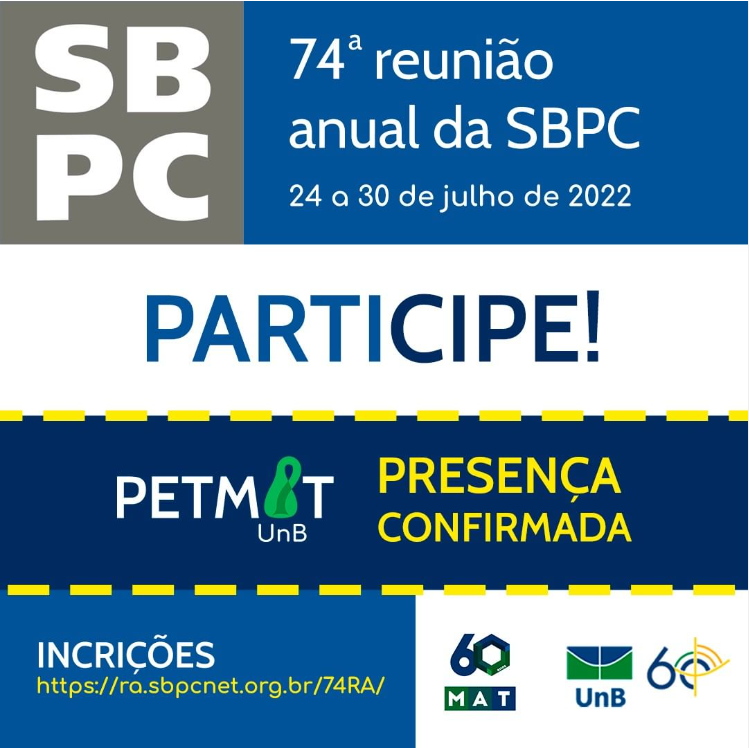 SB
PC
74ª reunião
anual da SBPC
24 a 30 de julho de 2022
PARTICIPE!
PETMAT
UnB
PRESENÇA
CONFIRMADA
INCRIÇÕES
https://ra.sbpcnet.org.br/74RA/
60
MAT
UnB
60